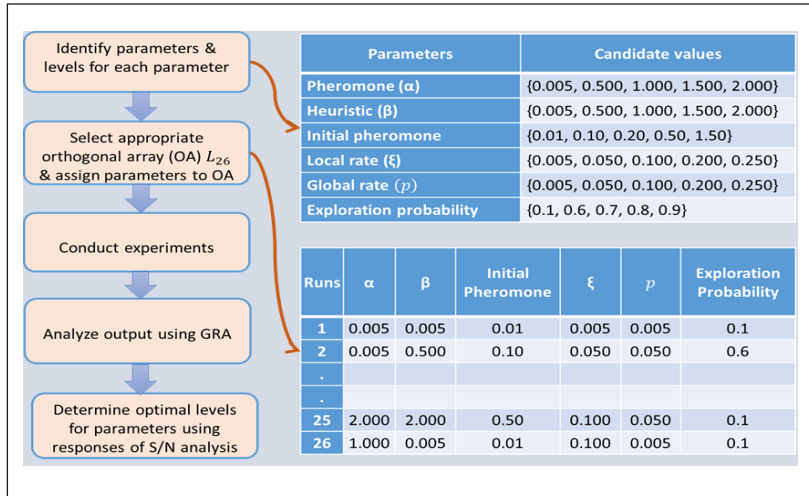 Identify parameters &
levels for each parameter
Select appropriate
orthogonal array (OA) L₂₆
& assign parameters to OA
Conduct experiments
Analyze output using GRA
Determine optimal levels
for parameters using
responses of S/N analysis
Parameters Candidate values
Pheromone (α) {0.005, 0.500, 1.000, 1.500, 2.000}
Heuristic (β) {0.005, 0.500, 1.000, 1.500, 2.000}
Initial pheromone {0.01, 0.10, 0.20, 0.50, 1.50}
Local rate (ξ) {0.005, 0.050, 0.100, 0.200, 0.250}
Global rate (p) {0.005, 0.050, 0.100, 0.200, 0.250}
Exploration probability {0.1, 0.6, 0.7, 0.8, 0.9}
Runs α β Initial Pheromone ξ p Exploration Probability
1 0.005 0.005 0.01 0.005 0.005 0.1
2 0.005 0.500 0.10 0.050 0.050 0.6
.
.
25 2.000 2.000 0.50 0.100 0.050 0.1
26 1.000 0.005 0.01 0.100 0.005 0.1